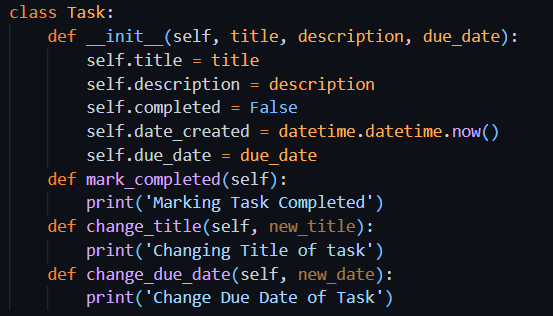 class Task:
    def __init__(self, title, description, due_date):
        self.title = title
        self.description = description
        self.completed = False
        self.date_created = datetime.datetime.now()
        self.due_date = due_date
    def mark_completed(self):
        print('Marking Task Completed')
    def change_title(self, new_title):
        print('Changing Title of task')
    def change_due_date(self, new_date):
        print('Change Due Date of Task')